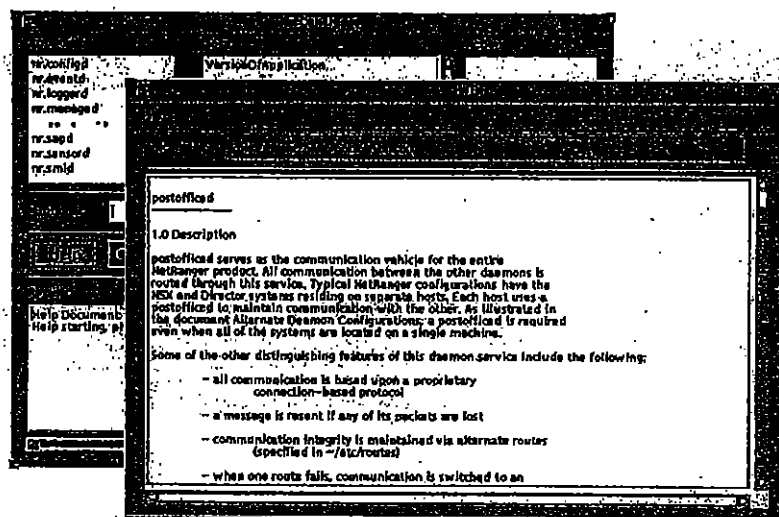 nr.configd
VersionOfApplication
nr.eventd
nr.loggerd
nr.managed
nr.sapd
nr.sensord
nr.smid
Help Document
Help starting, pl
postofficed
1.0 Description
postofficed serves as the communication vehicle for the entire
NetRanger product. All communication between the other daemons is
routed through this service. Typical NetRanger configurations have the
NSX and Director systems residing on separate hosts. Each host uses a
postofficed to maintain communication with the other. As illustrated in
the document Alternate Daemon Configurations, a postofficed is required
even when all of the systems are located on a single machine.
Some of the other distinguishing features of this daemon service include the following:
- all communication is based upon a proprietary
connection-based protocol
- a message is resent if any of its packets are lost
- communication integrity is maintained via alternate routes
(specified in ~/etc/routes)
- when one route fails, communication is switched to an